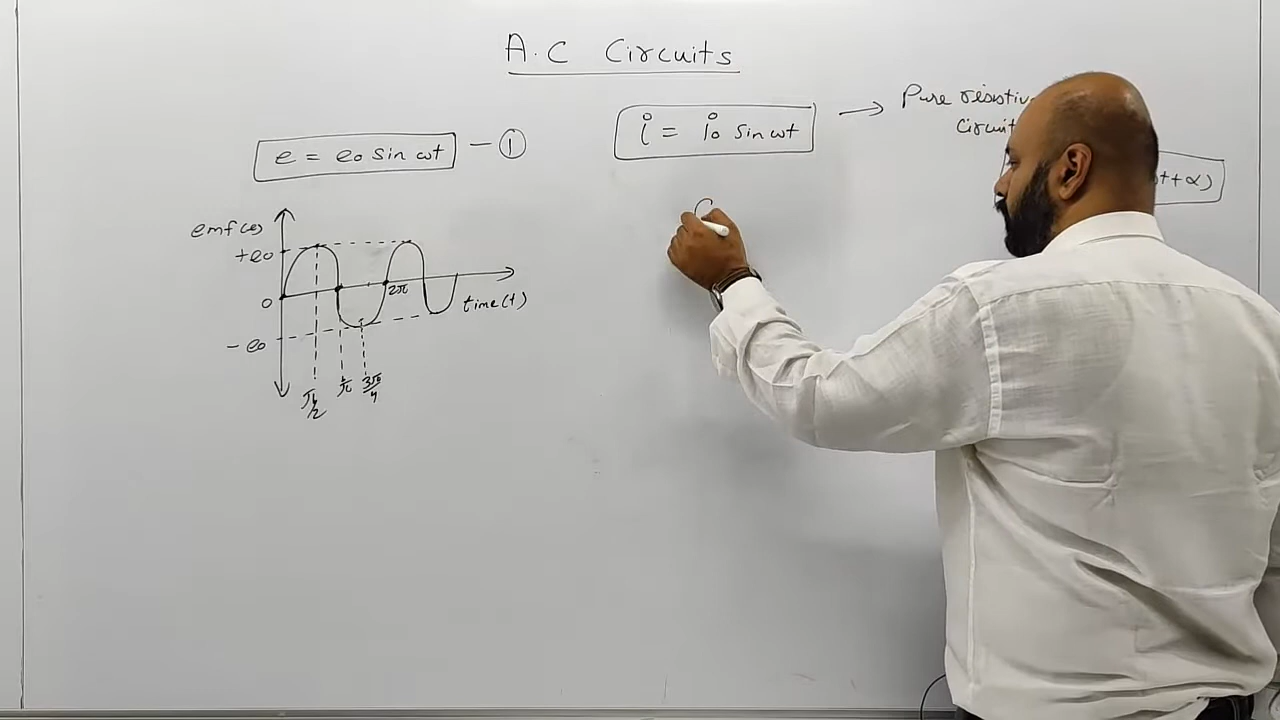 A.C Circuits
e = e₀ sin ωt — ①
i = i₀ sin ωt → Pure resistive
circuit
t + α)
emf(e)
+e₀
0
- e₀
2π
time(t)
π/2
π
3π/4